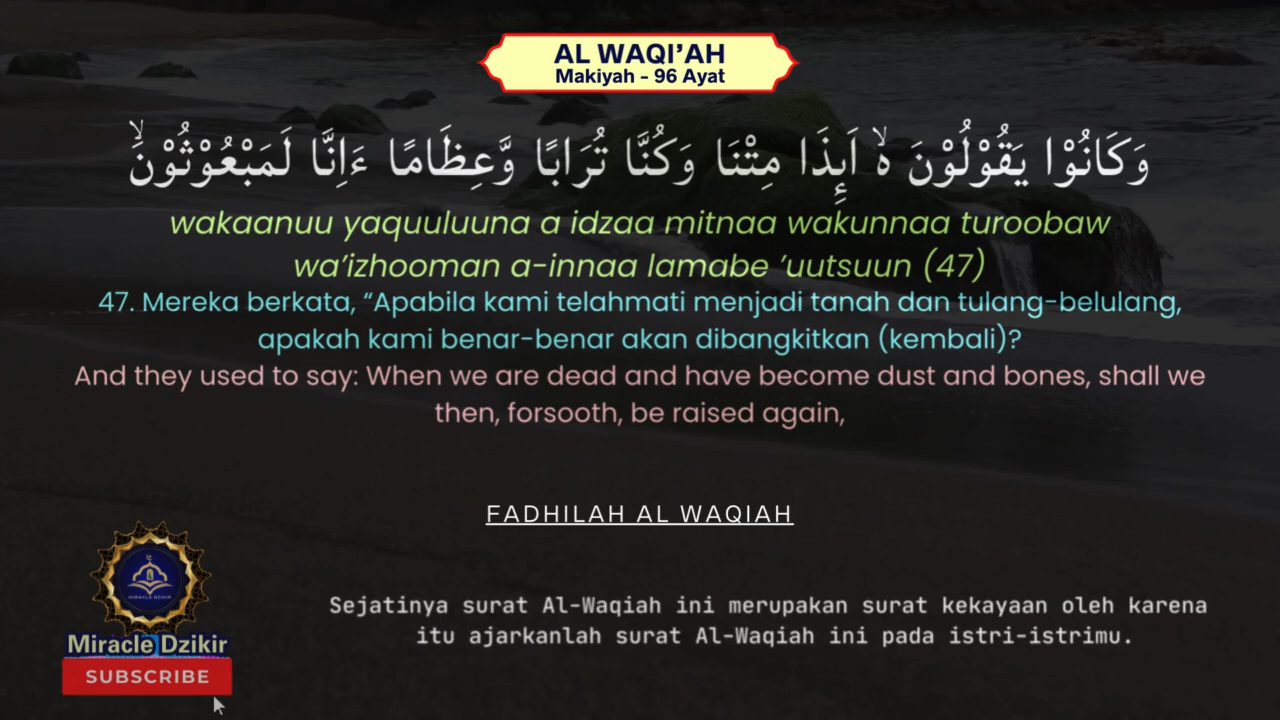 AL WAQI’AH
Makiyah - 96 Ayat
وَكَانُوْا يَقُوْلُوْنَ ەۙ اَىِٕذَا مِتْنَا وَكُنَّا تُرَابًا وَّعِظَامًا ءَاِنَّا لَمَبْعُوْثُوْنَۙ
wakaanuu yaquuluuna a idzaa mitnaa wakunnaa turoobaw
wa’izhooman a-innaa lamabe ’uutsuun (47)
47. Mereka berkata, “Apabila kami telahmati menjadi tanah dan tulang-belulang,
apakah kami benar-benar akan dibangkitkan (kembali)?
And they used to say: When we are dead and have become dust and bones, shall we
then, forsooth, be raised again,
FADHILAH AL WAQIAH
Sejatinya surat Al-Waqiah ini merupakan surat kekayaan oleh karena
itu ajarkanlah surat Al-Waqiah ini pada istri-istrimu.
MIRACLE DZIKIR
Miracle Dzikir
SUBSCRIBE